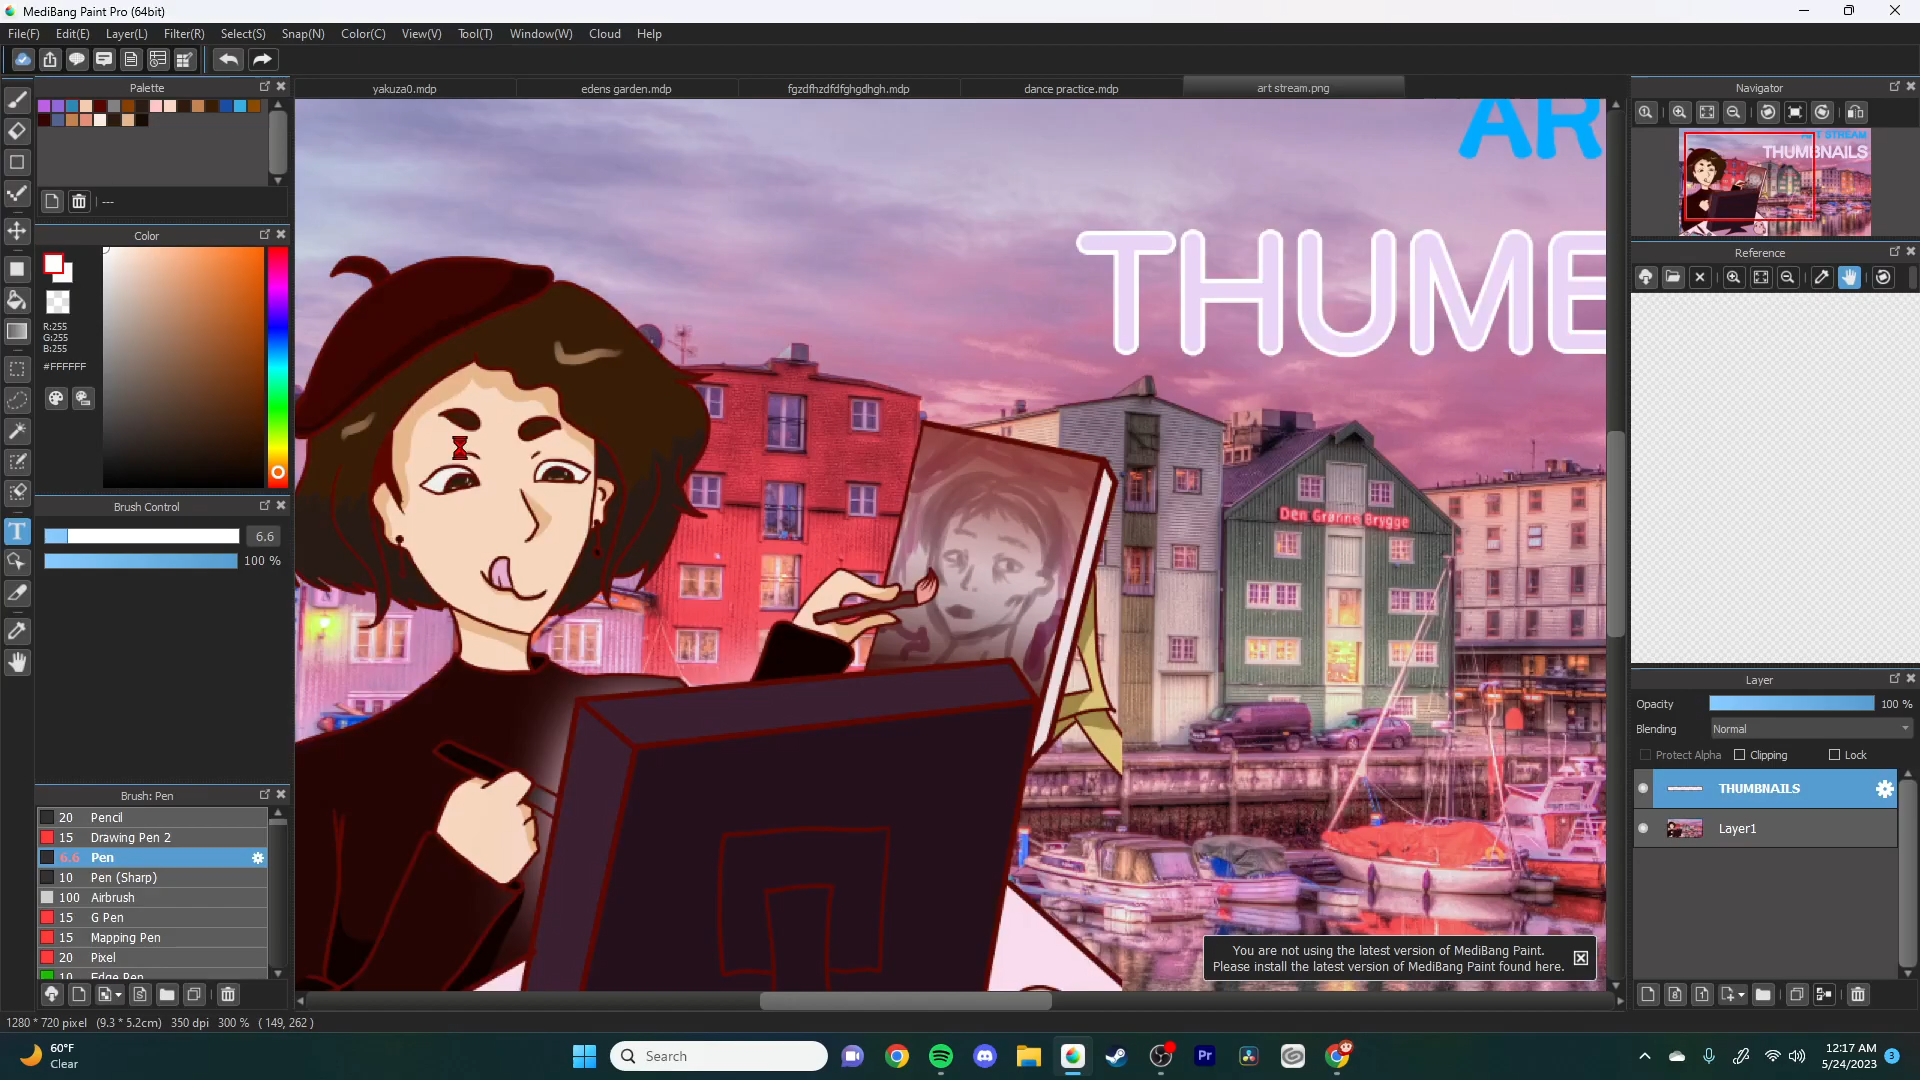 MediBang Paint Pro (64bit)
File(F) Edit(E) Layer(L) Filter(R) Select(S) Snap(N) Color(C) View(V) Tool(T) Window(W) Cloud Help
Palette
---
Color
R:255
G:255
B:255
#FFFFFF
Brush Control
6.6
100 %
Brush: Pen
20 Pencil
15 Drawing Pen 2
6.6 Pen
10 Pen (Sharp)
100 Airbrush
15 G Pen
15 Mapping Pen
20 Pixel
10 Edge Pen
yakuza0.mdp edens garden.mdp fgzdfhzdfdfghgdhgh.mdp dance practice.mdp art stream.png
AR
THUMB
Den Grønne Brygge
You are not using the latest version of MediBang Paint.
Please install the latest version of MediBang Paint found here.
Navigator
ART STREAM
THUMBNAILS
Reference
Layer
Opacity 100 %
Blending Normal
Protect Alpha Clipping Lock
THUMBNAILS
Layer1
1280 * 720 pixel (9.3 * 5.2cm) 350 dpi 300 % ( 149, 262 )
60°F
Clear
Search
Pr
12:17 AM
5/24/2023
3